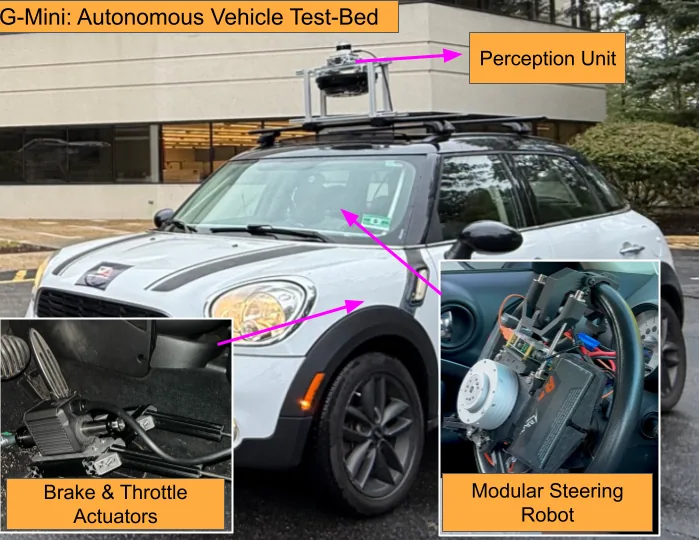 G-Mini: Autonomous Vehicle Test-Bed
Perception Unit
Brake & Throttle
Actuators
Modular Steering
Robot